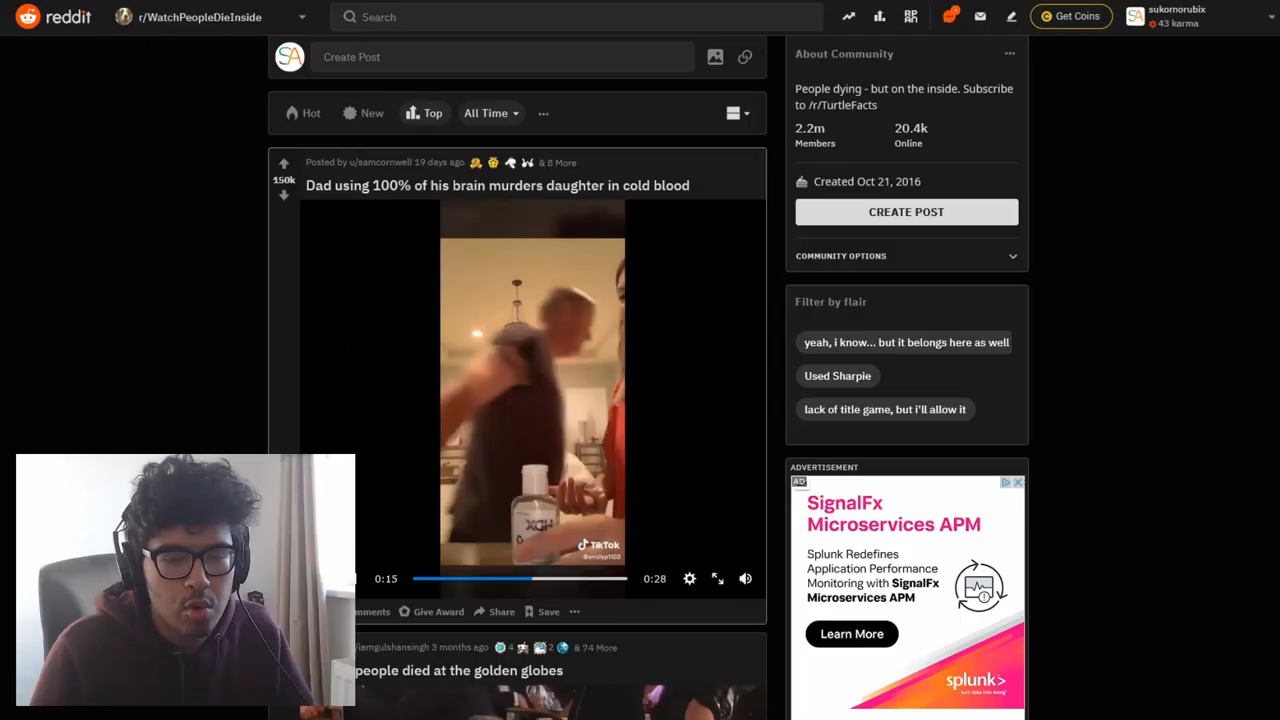 reddit
r/WatchPeopleDieInside
Search
Get Coins
sukornorubix
43 karma
SA
Create Post
Hot
New
Top
All Time
Posted by u/samcornwell 19 days ago
& 8 More
150k
Dad using 100% of his brain murders daughter in cold blood
HDX
TikTok
@emilyp1103
0:15
0:28
mments
Give Award
Share
Save
iamgulshansingh 3 months ago
4
2
& 74 More
people died at the golden globes
About Community
People dying - but on the inside. Subscribe
to /r/TurtleFacts
2.2m
20.4k
Members
Online
Created Oct 21, 2016
CREATE POST
COMMUNITY OPTIONS
Filter by flair
yeah, i know... but it belongs here as well
Used Sharpie
lack of title game, but i'll allow it
ADVERTISEMENT
AD
SignalFx
Microservices APM
Splunk Redefines
Application Performance
Monitoring with SignalFx
Microservices APM
Learn More
splunk>